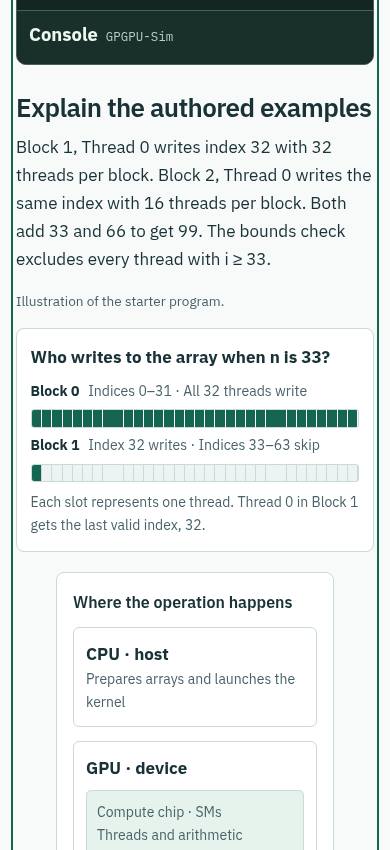 Console GPGPU-Sim
Explain the authored examples
Block 1, Thread 0 writes index 32 with 32
threads per block. Block 2, Thread 0 writes the
same index with 16 threads per block. Both
add 33 and 66 to get 99. The bounds check
excludes every thread with i ≥ 33.
Illustration of the starter program.
Who writes to the array when n is 33?
Block 0 Indices 0–31 · All 32 threads write
Block 1 Index 32 writes · Indices 33–63 skip
Each slot represents one thread. Thread 0 in Block 1
gets the last valid index, 32.
Where the operation happens
CPU · host
Prepares arrays and launches the
kernel
GPU · device
Compute chip · SMs
Threads and arithmetic